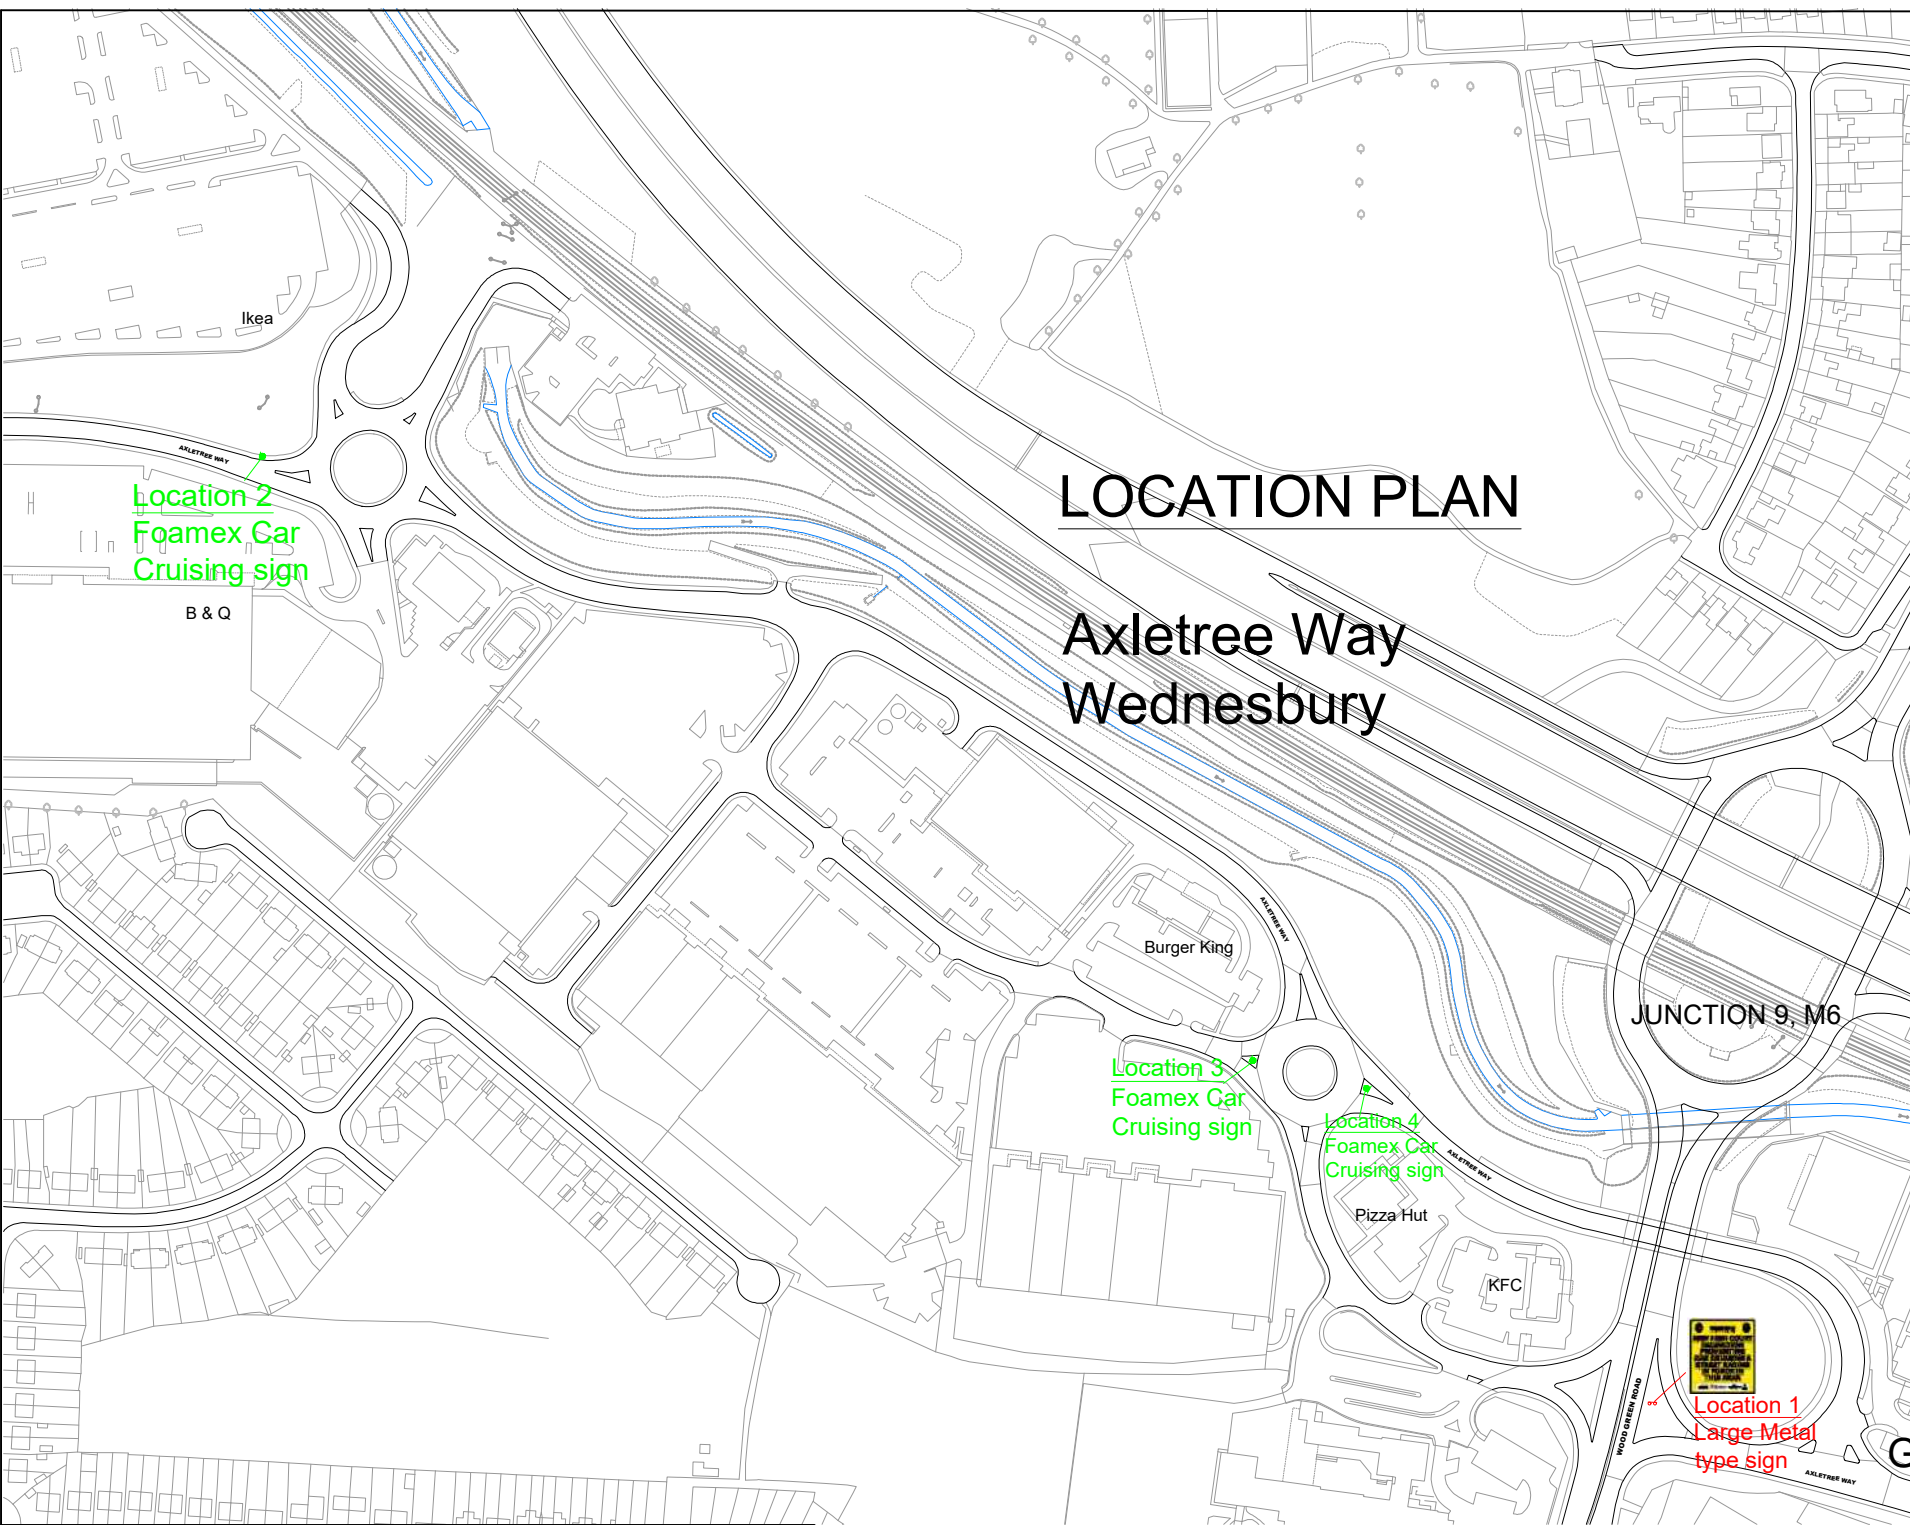 Ikea
AXLETREE WAY
Location 2
Foamex Car
Cruising sign
B & Q
LOCATION PLAN
Axletree Way
Wednesbury
AXLETREE WAY
Burger King
JUNCTION 9, M6
Location 3
Foamex Car
Cruising sign
Location 4
Foamex Car
Cruising sign
AXLETREE WAY
Pizza Hut
KFC
WOOD GREEN ROAD
Location 1
Large Metal
type sign
AXLETREE WAY
G